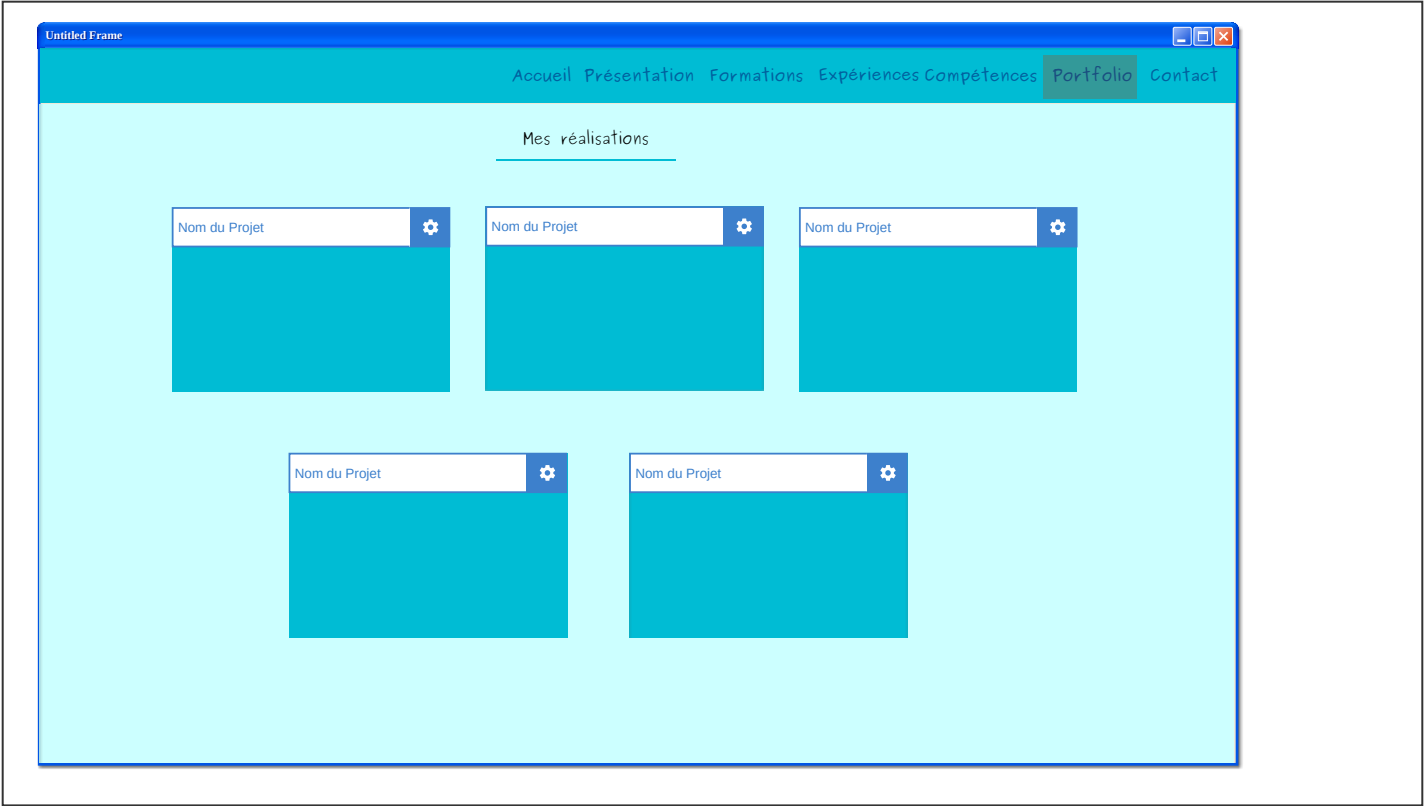 Untitled Frame
Accueil Présentation Formations Expériences Compétences Portfolio Contact
Mes réalisations
Nom du Projet Nom du Projet Nom du Projet
Nom du Projet Nom du Projet